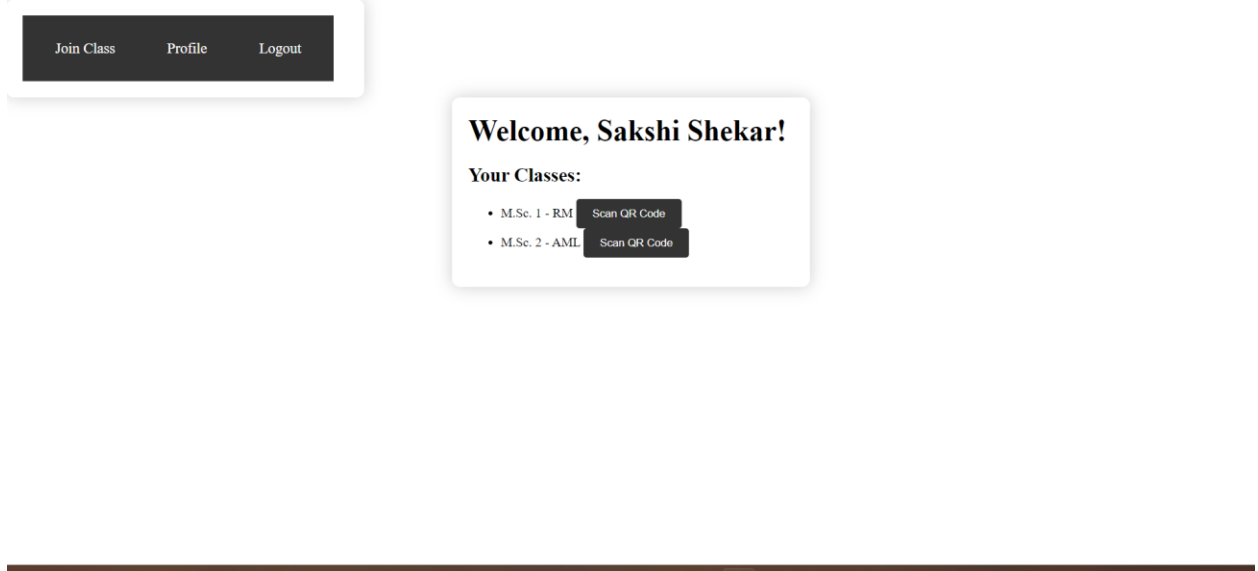 Join Class Profile Logout
Welcome, Sakshi Shekar!
Your Classes:
• M.Sc. 1 - RM Scan QR Code
• M.Sc. 2 - AML Scan QR Code